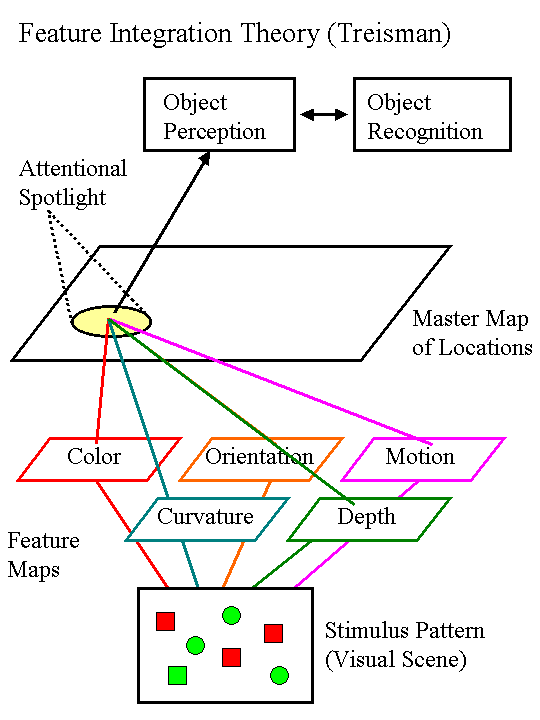 Feature Integration Theory (Treisman)
Object
Perception
Object
Recognition
Attentional
Spotlight
Master Map
of Locations
Color
Orientation
Motion
Curvature
Depth
Feature
Maps
Stimulus Pattern
(Visual Scene)